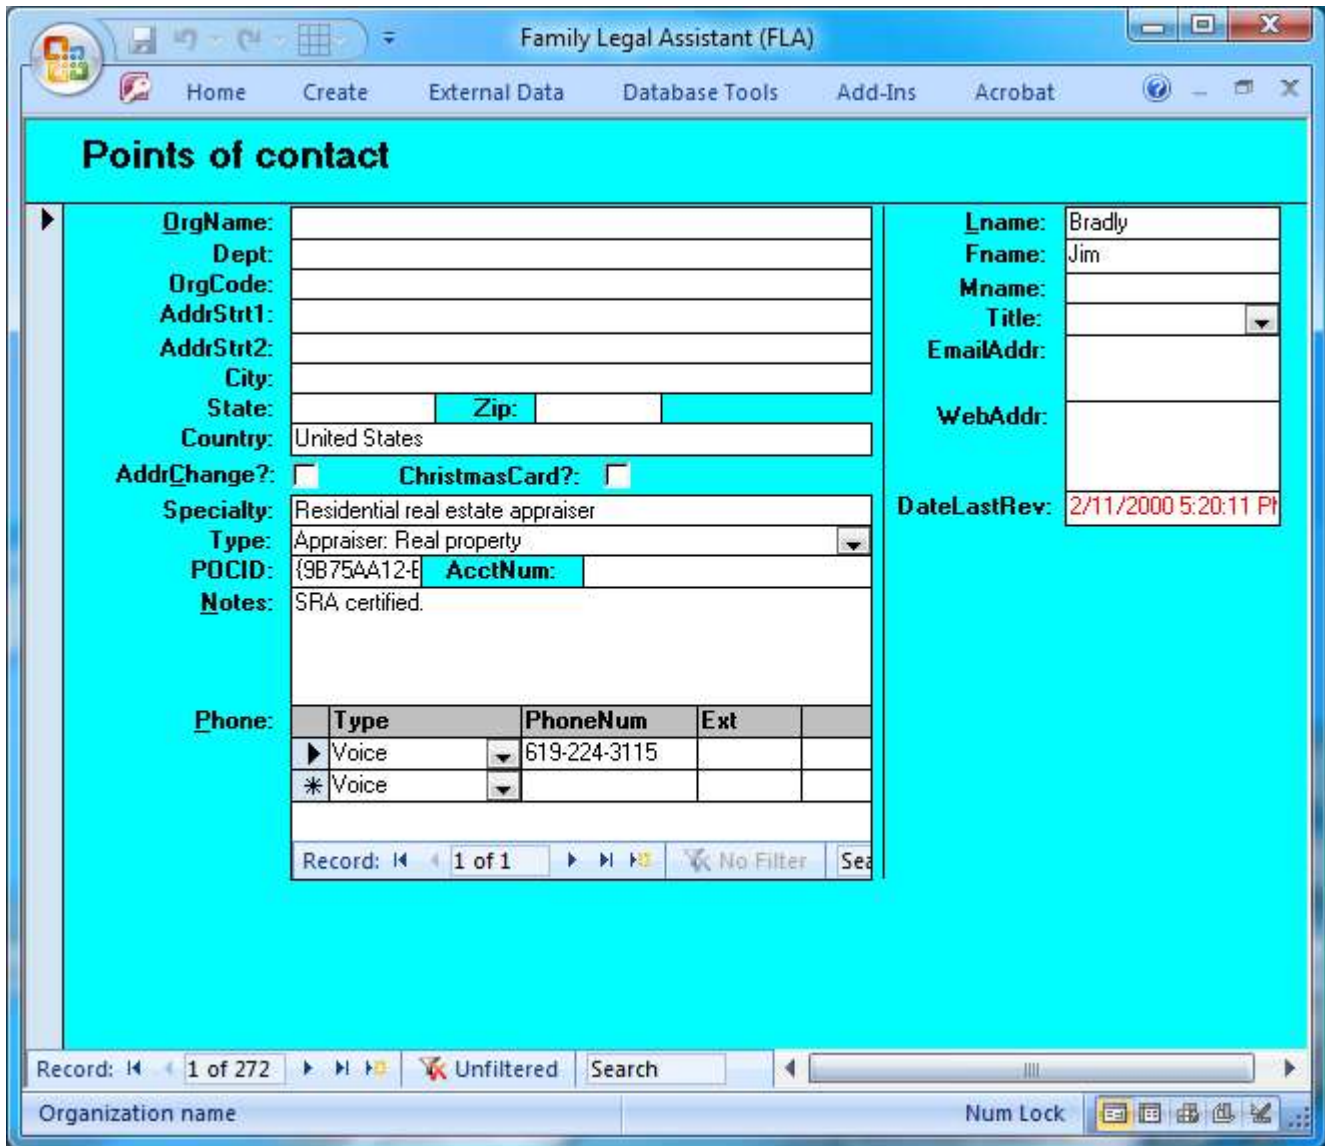 Family Legal Assistant (FLA)
Home Create External Data Database Tools Add-Ins Acrobat
Points of contact
OrgName:
Dept:
OrgCode:
AddrStrt1:
AddrStrt2:
City:
State: Zip:
Country: United States
AddrChange?: ChristmasCard?:
Specialty: Residential real estate appraiser
Type: Appraiser: Real property
POCID: {9B75AA12-E AcctNum:
Notes: SRA certified.
Phone: Type PhoneNum Ext
Voice 619-224-3115
Voice
Record: 1 of 1 No Filter Sea
Lname: Bradly
Fname: Jim
Mname:
Title:
EmailAddr:
WebAddr:
DateLastRev: 2/11/2000 5:20:11 PM
Record: 1 of 272 Unfiltered Search
Organization name Num Lock